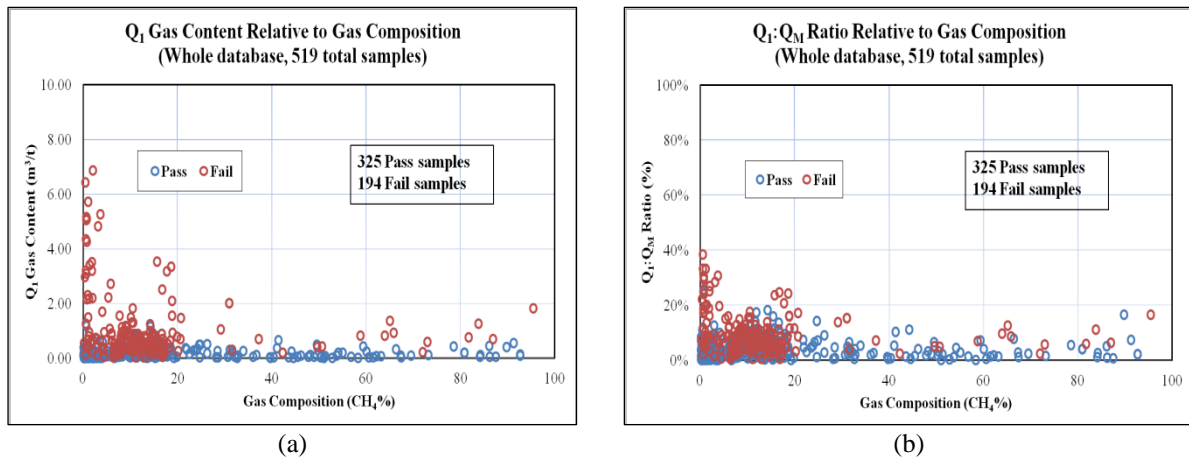 Q₁ Gas Content Relative to Gas Composition
(Whole database, 519 total samples)
10.00
8.00
6.00
4.00
2.00
0.00
Q₁ Gas Content (m³/t)
Pass Fail
325 Pass samples
194 Fail samples
0 20 40 60 80 100
Gas Composition (CH₄%)
(a)
Q₁:Q_M Ratio Relative to Gas Composition
(Whole database, 519 total samples)
100%
80%
60%
40%
20%
0%
Q₁:Q_M Ratio (%)
Pass Fail
325 Pass samples
194 Fail samples
0 20 40 60 80 100
Gas Composition (CH₄%)
(b)